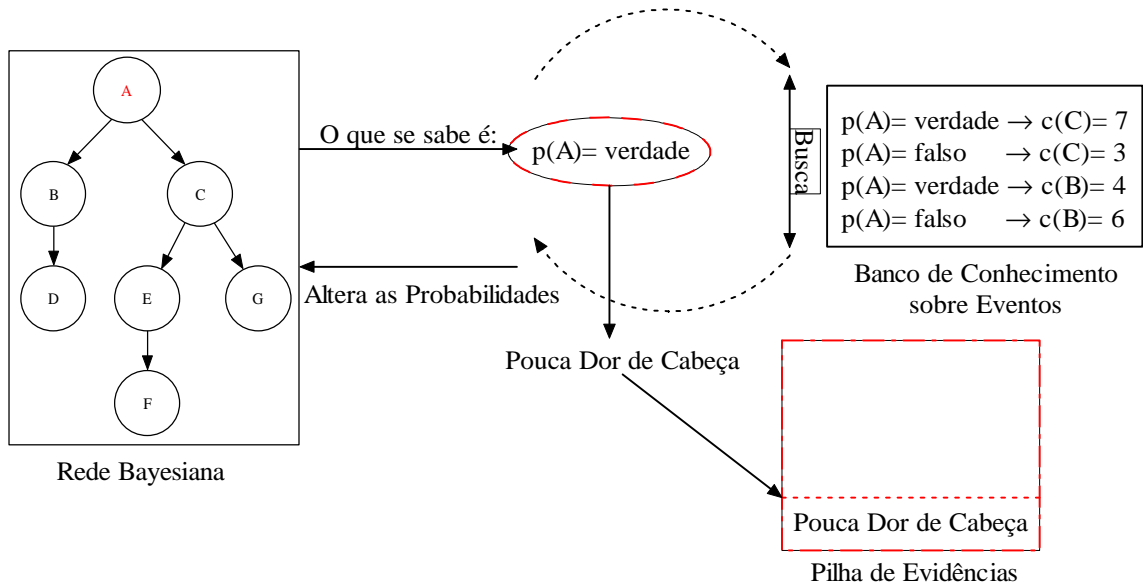 A
B
C
D
E
G
F
Rede Bayesiana
O que se sabe é:
p(A)= verdade
Altera as Probabilidades
Busca
p(A)= verdade → c(C)= 7
p(A)= falso → c(C)= 3
p(A)= verdade → c(B)= 4
p(A)= falso → c(B)= 6
Banco de Conhecimento
sobre Eventos
Pouca Dor de Cabeça
Pouca Dor de Cabeça
Pilha de Evidências